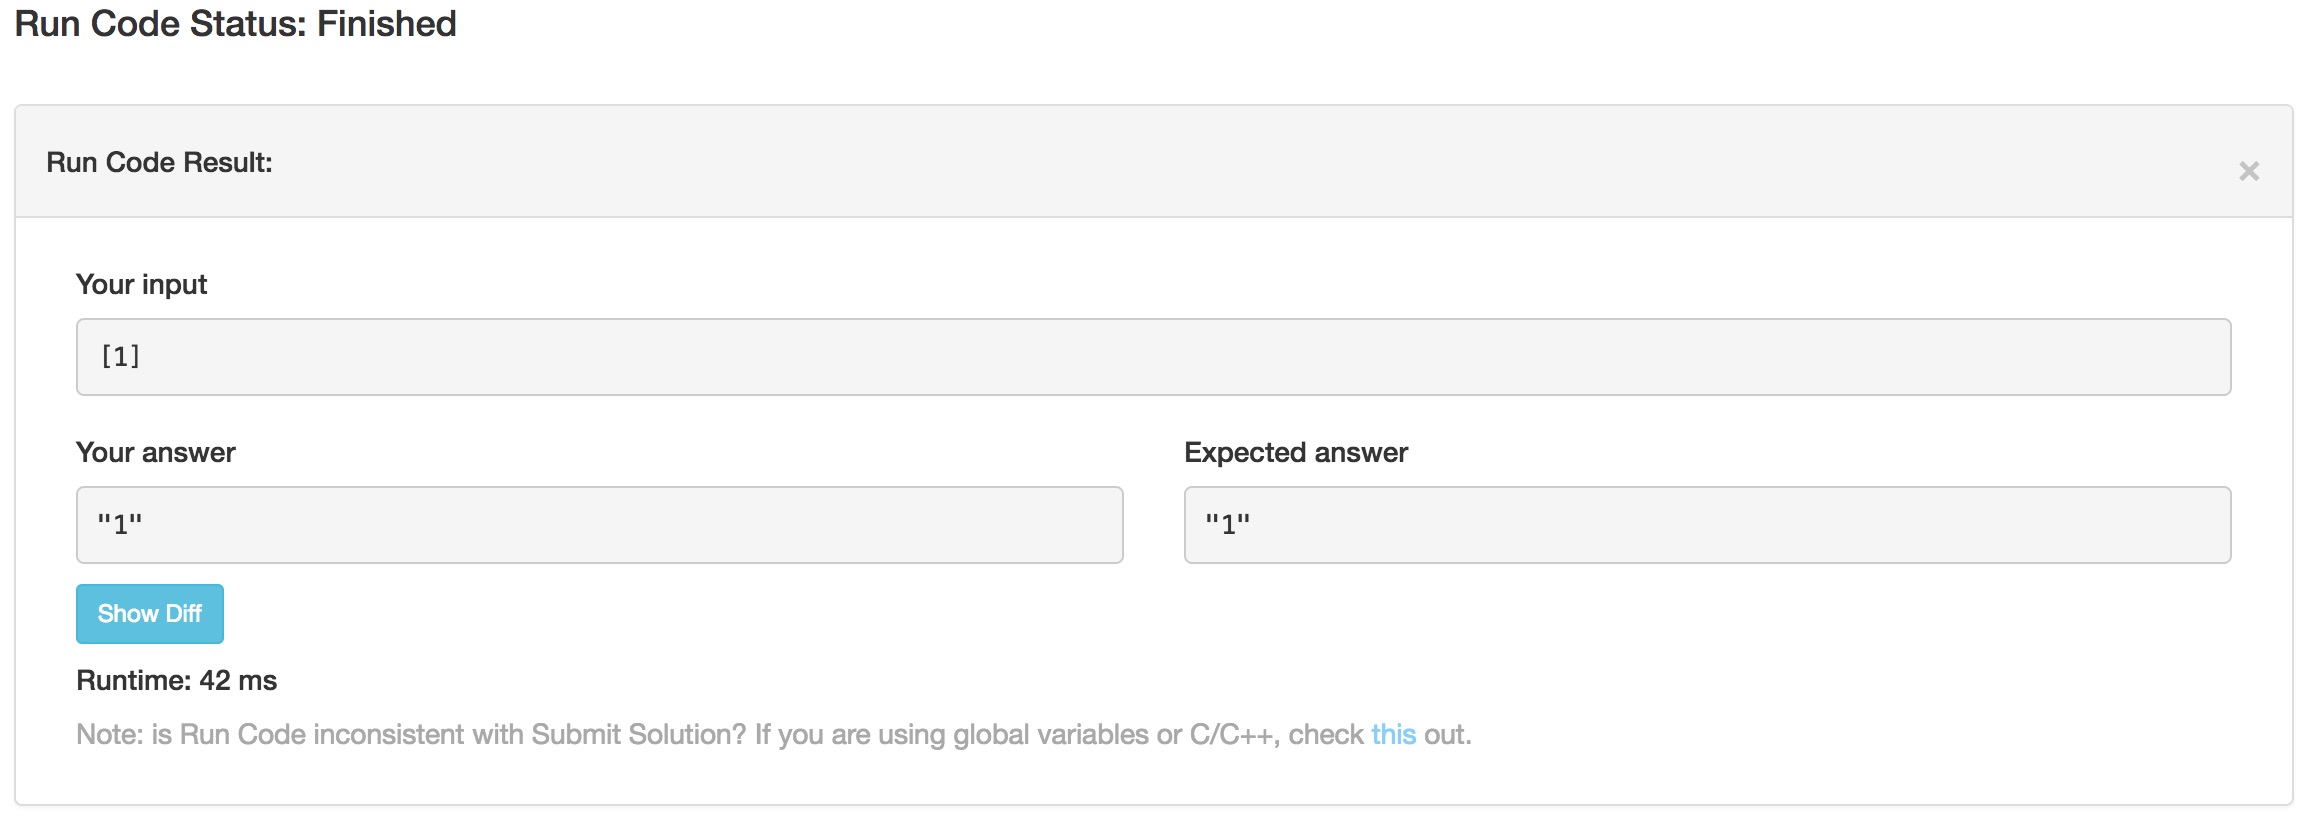 Run Code Status: Finished
Run Code Result:
×
Your input
[1]
Your answer
"1"
Expected answer
"1"
Show Diff
Runtime: 42 ms
Note: is Run Code inconsistent with Submit Solution? If you are using global variables or C/C++, check this out.